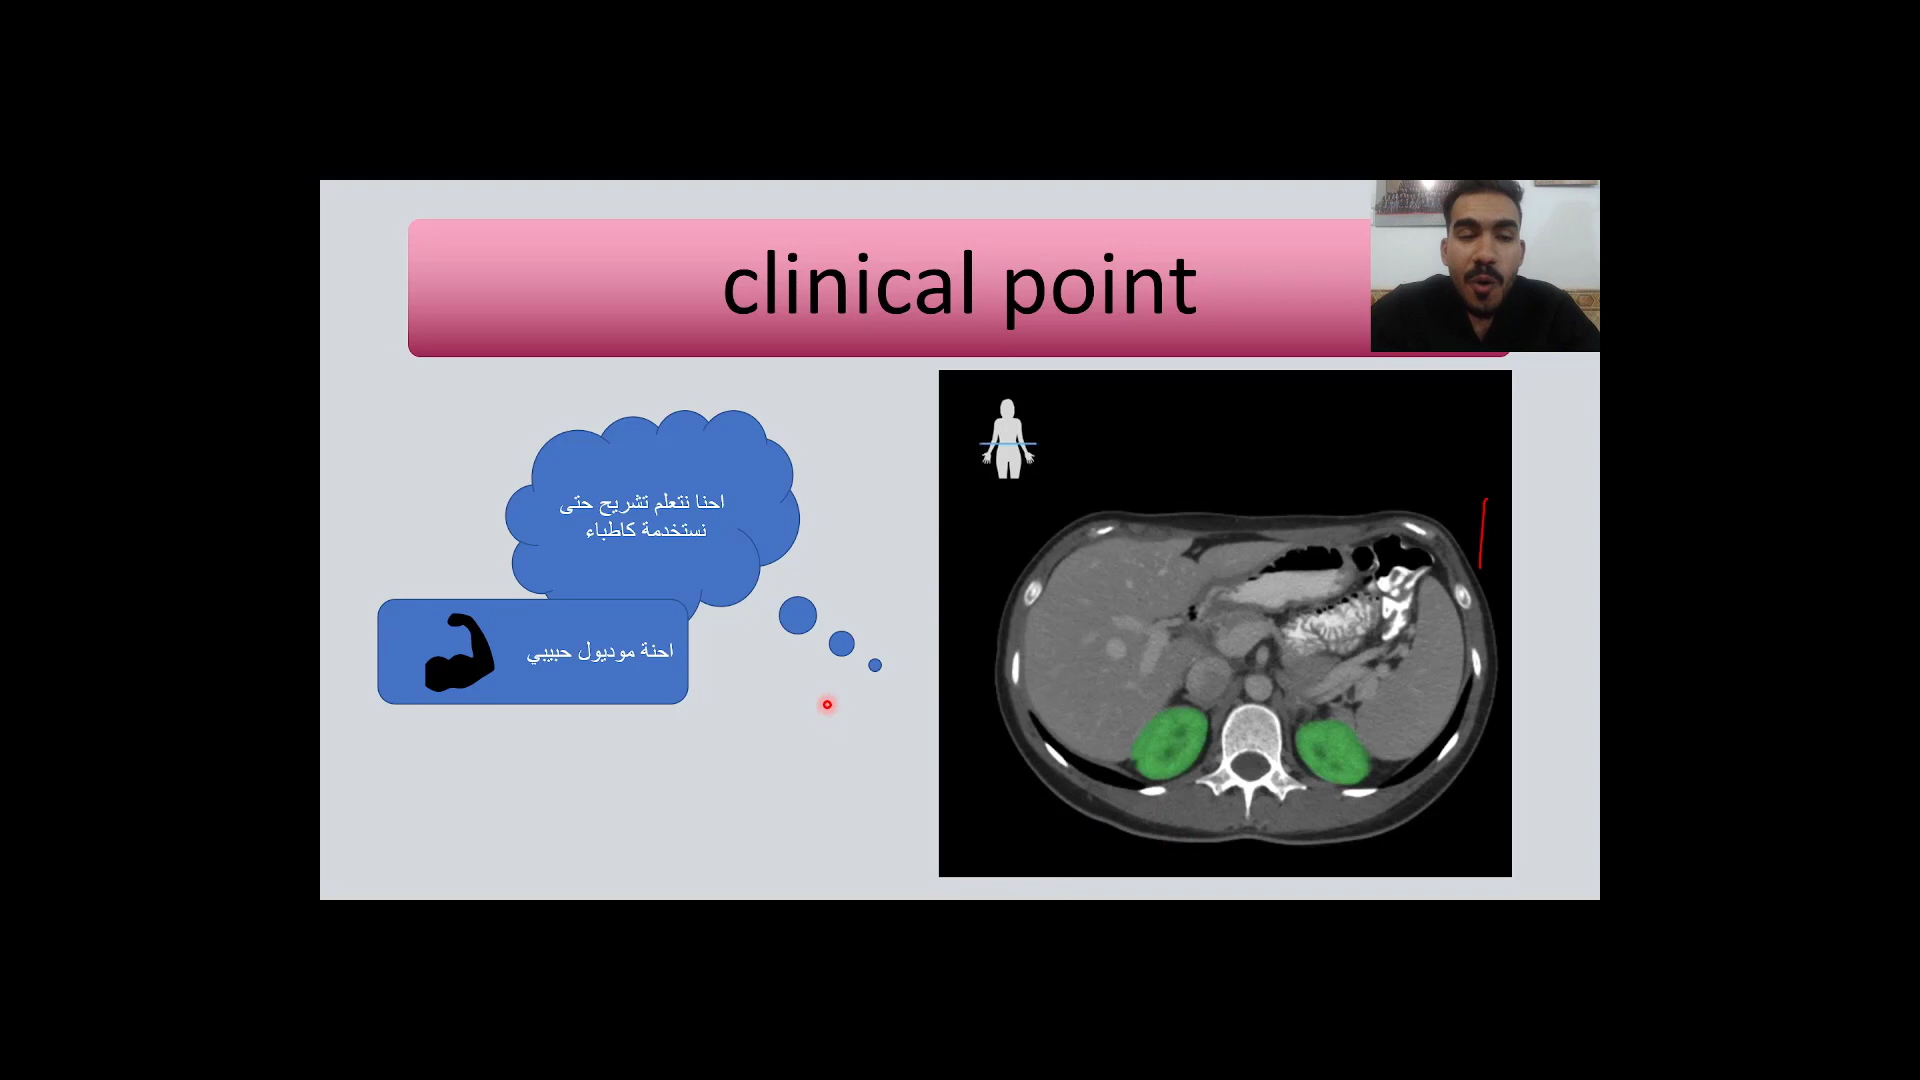 clinical point
احنا نتعلم تشريح حتى
نستخدمة كاطباء
احنة موديول حبيبي